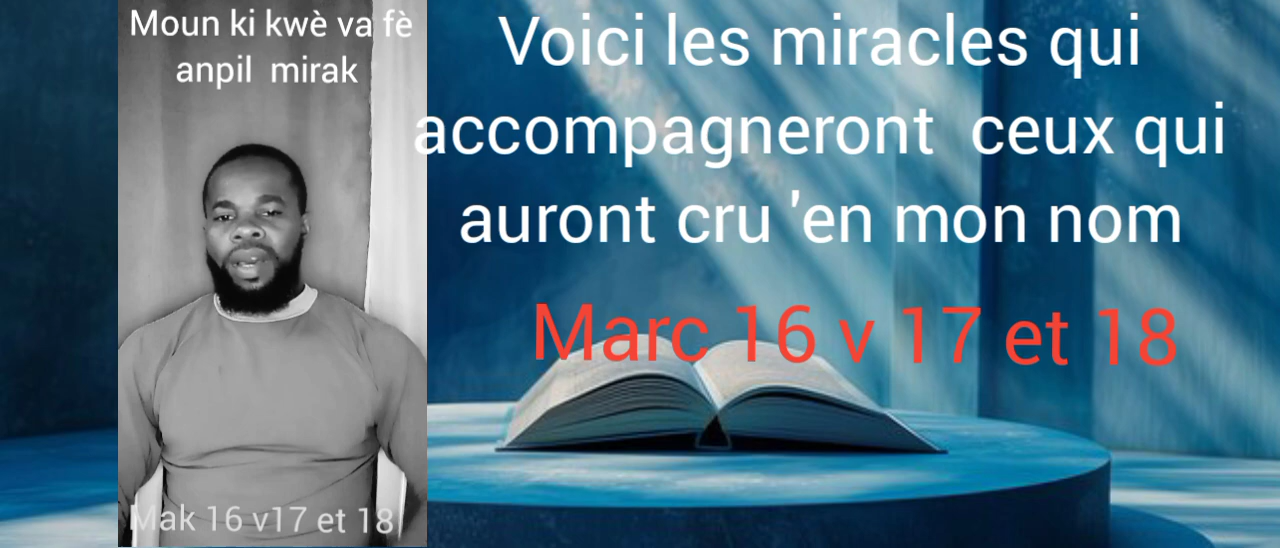 Moun ki kwè va fè
anpil mirak
Mak 16 v17 et 18
Voici les miracles qui
accompagneront ceux qui
auront cru 'en mon nom
Marc 16 v 17 et 18